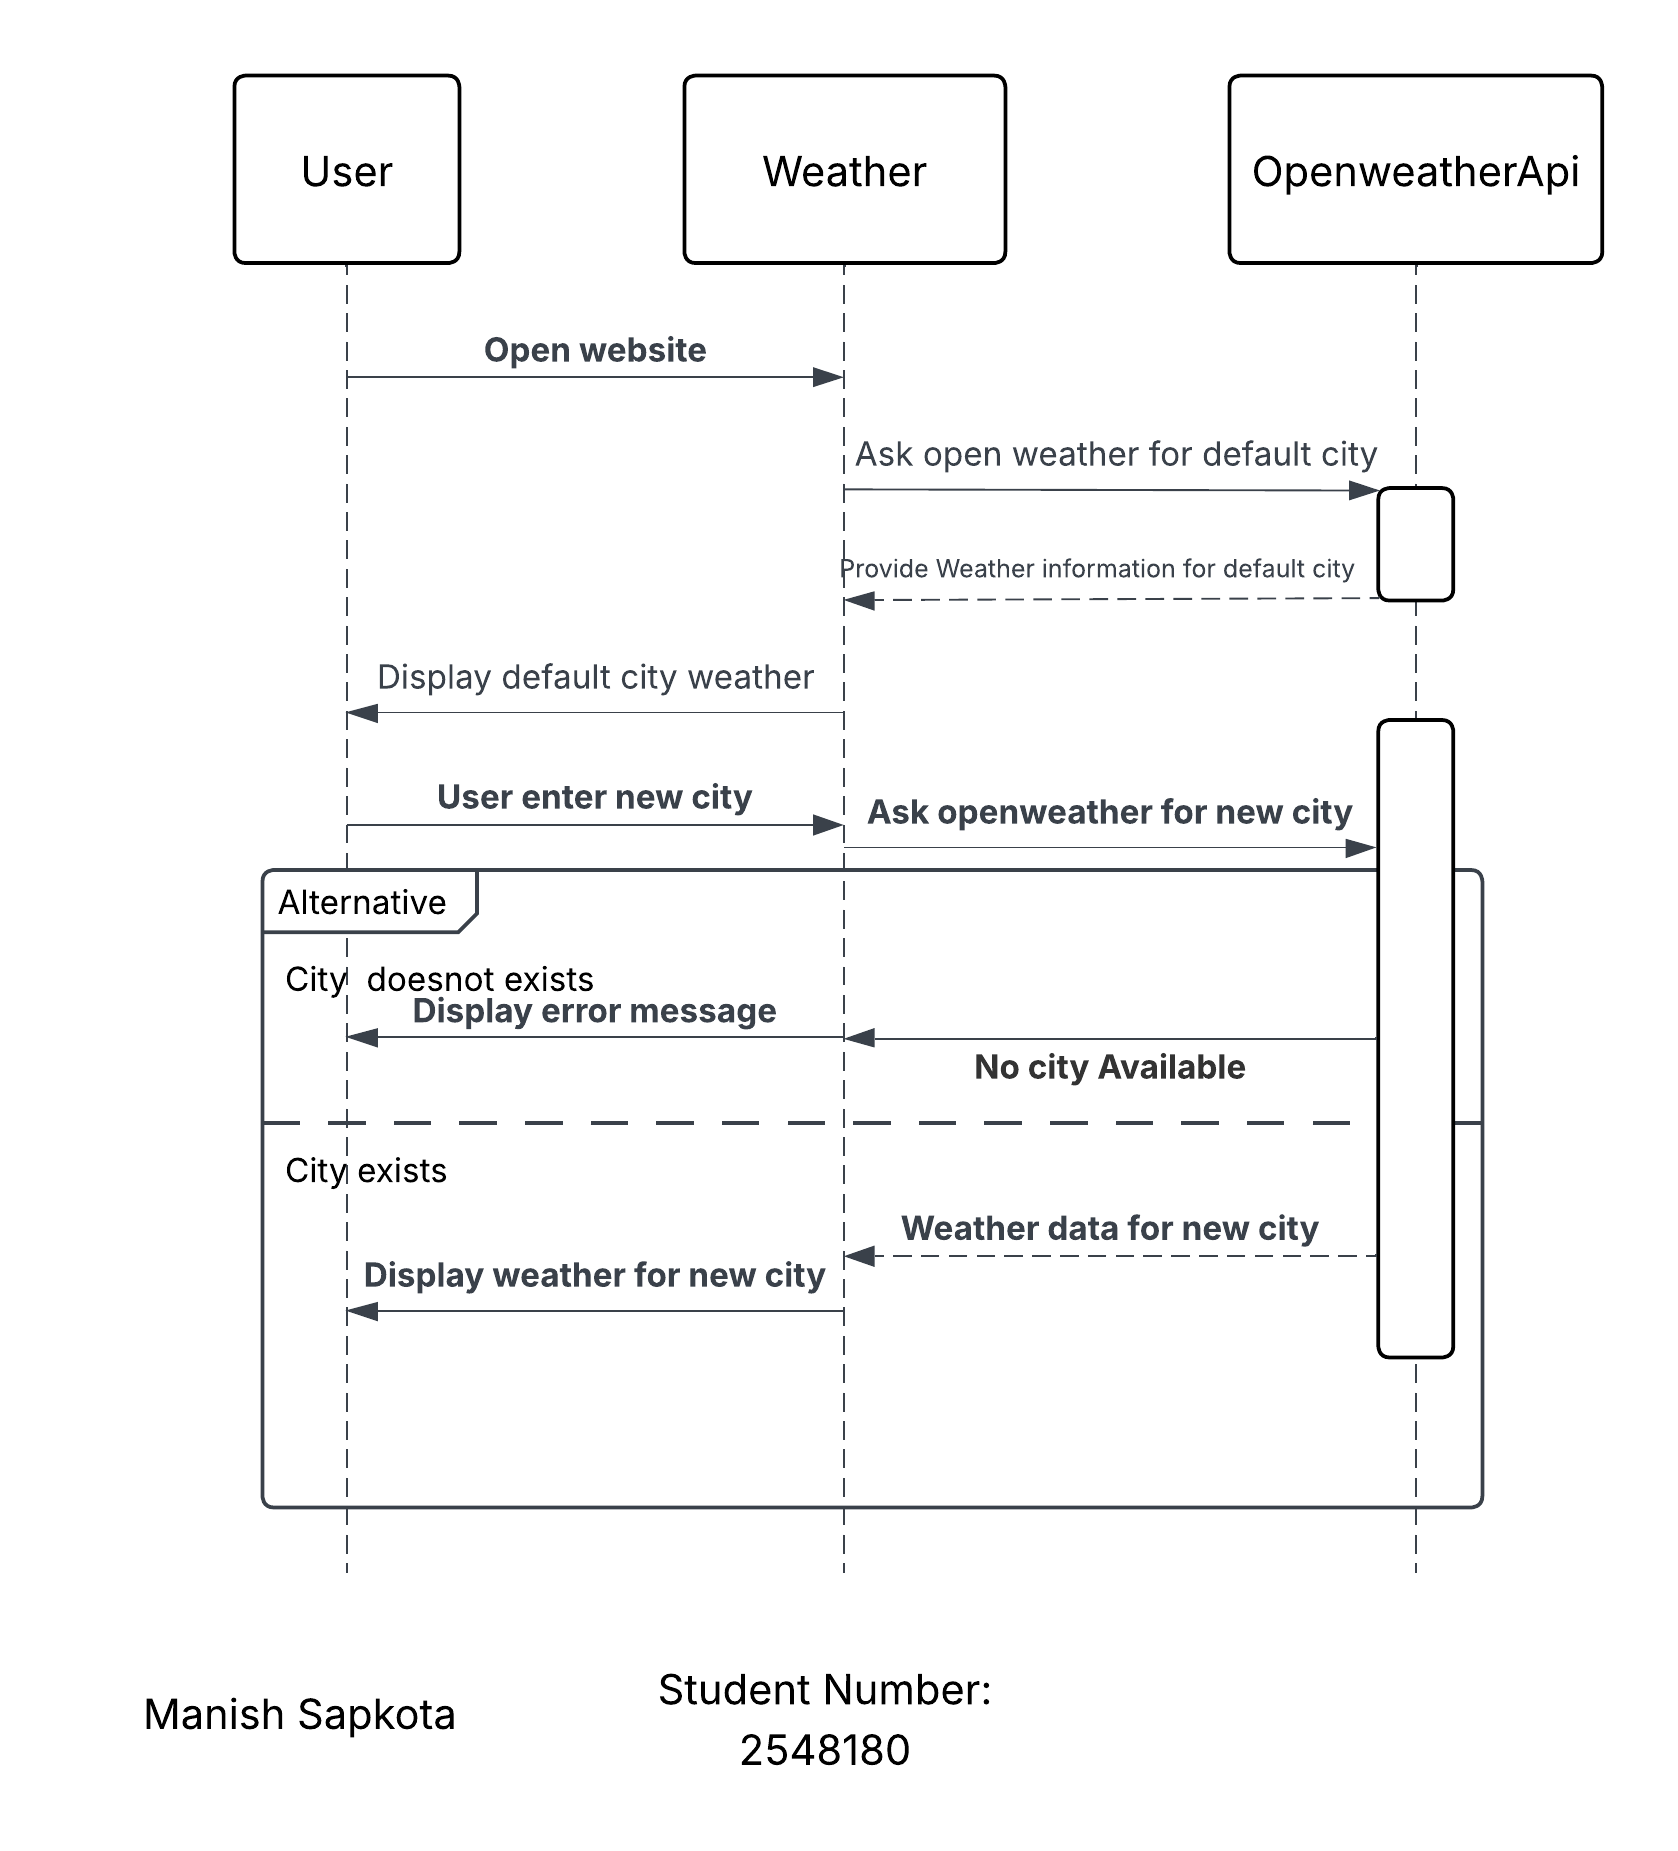 User
Weather
OpenweatherApi
Open website
Ask open weather for default city
Provide Weather information for default city
Display default city weather
User enter new city
Ask openweather for new city
Alternative
City  doesnot exists
Display error message
No city Available
City exists
Weather data for new city
Display weather for new city
Manish Sapkota
Student Number:
2548180